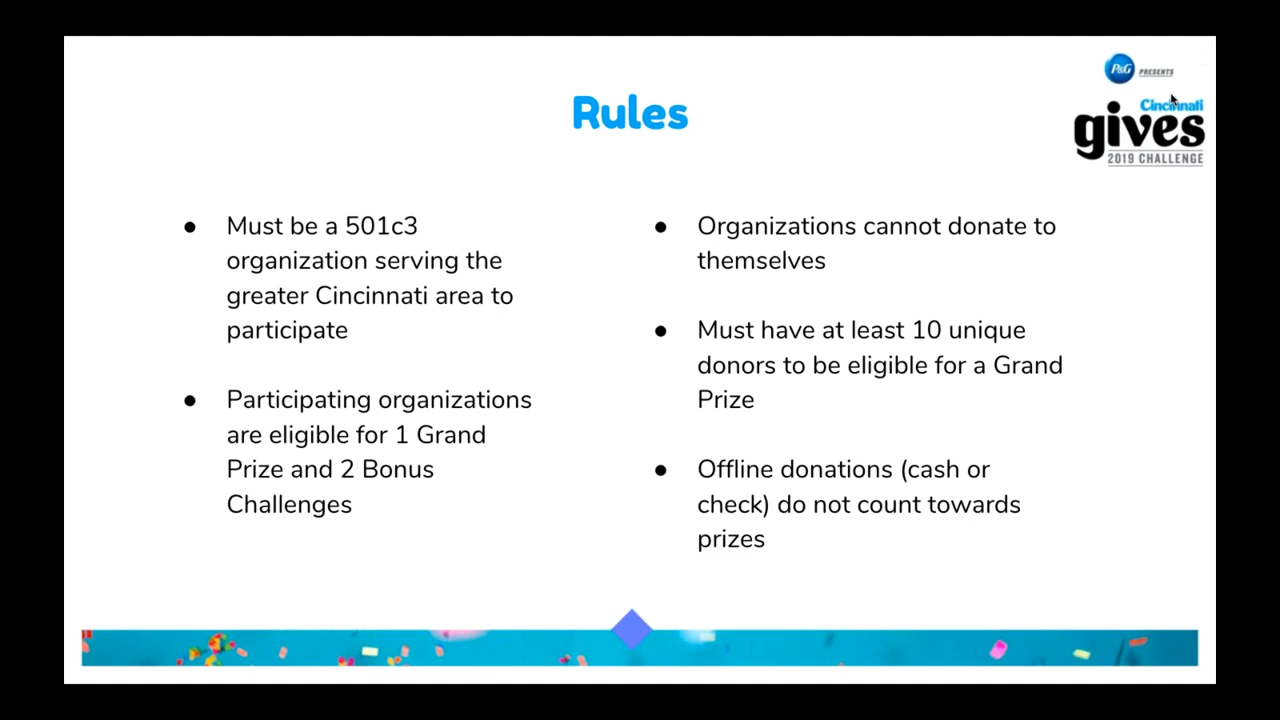 P&G PRESENTS
Cincinnati
gives
2019 CHALLENGE
Rules
● Must be a 501c3
organization serving the
greater Cincinnati area to
participate
● Participating organizations
are eligible for 1 Grand
Prize and 2 Bonus
Challenges
● Organizations cannot donate to
themselves
● Must have at least 10 unique
donors to be eligible for a Grand
Prize
● Offline donations (cash or
check) do not count towards
prizes